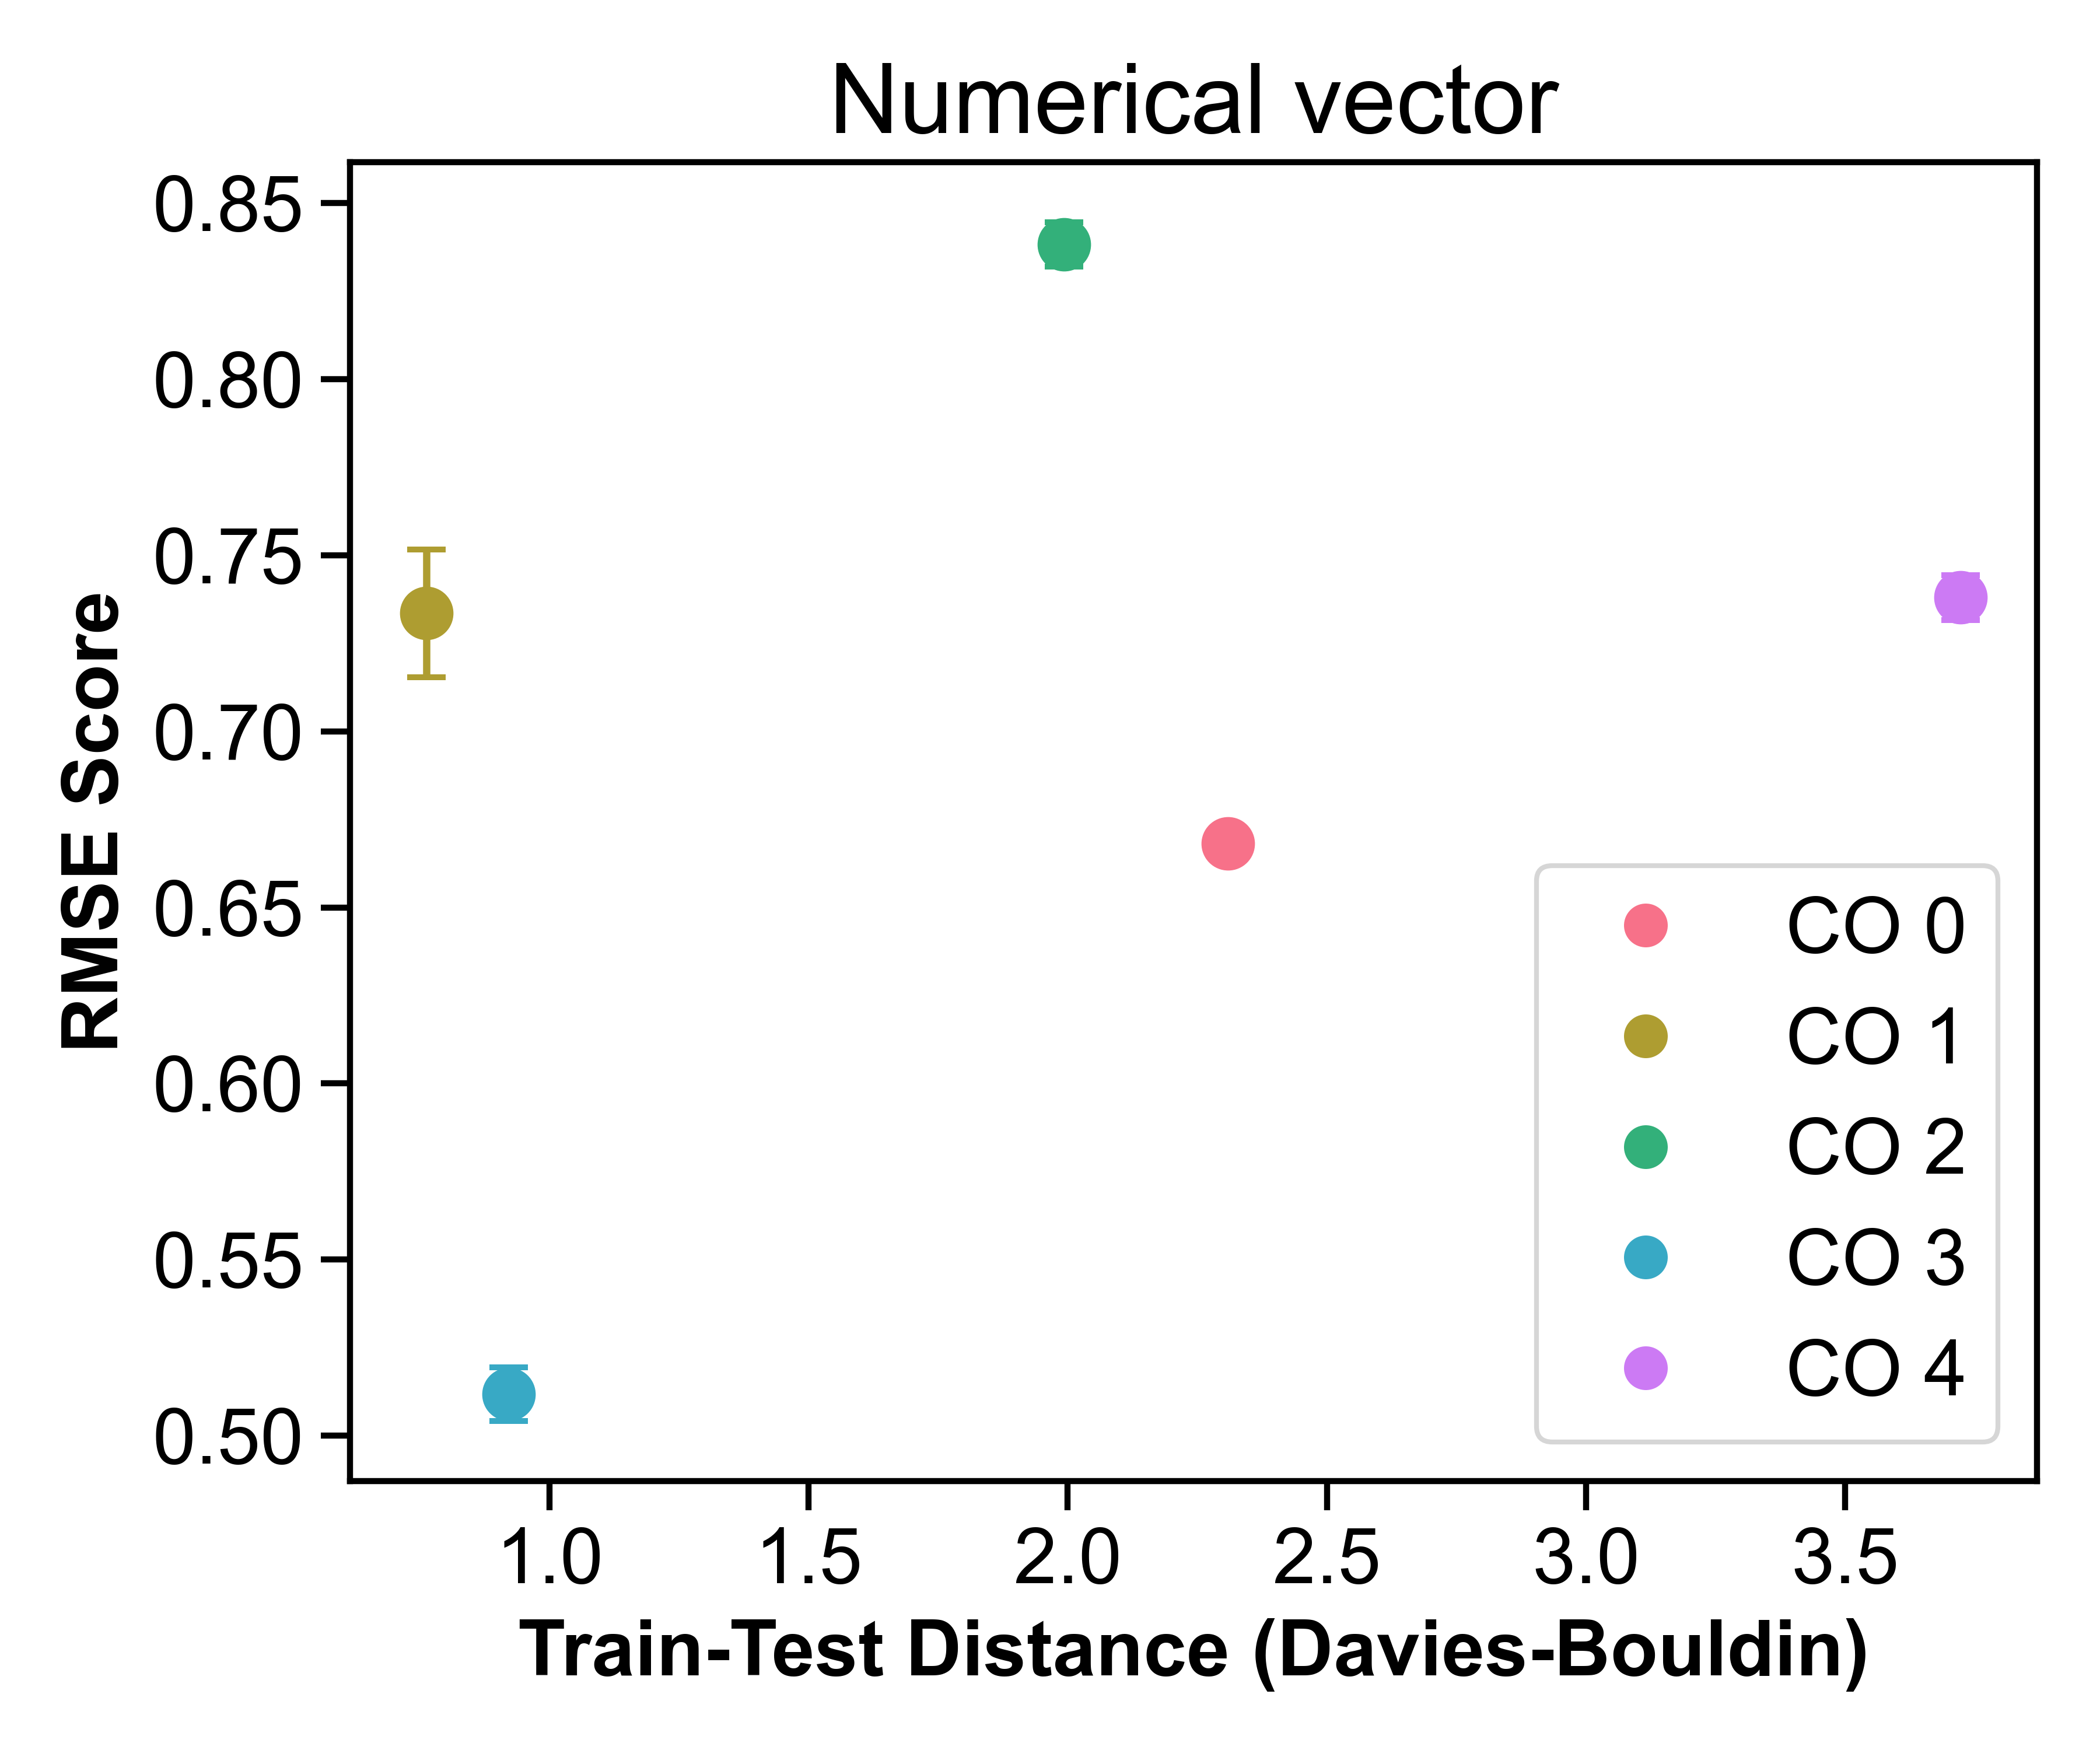 Numerical vector
RMSE Score
0.85
0.80
0.75
0.70
0.65
0.60
0.55
0.50
CO 0
CO 1
CO 2
CO 3
CO 4
1.0 1.5 2.0 2.5 3.0 3.5
Train-Test Distance (Davies-Bouldin)